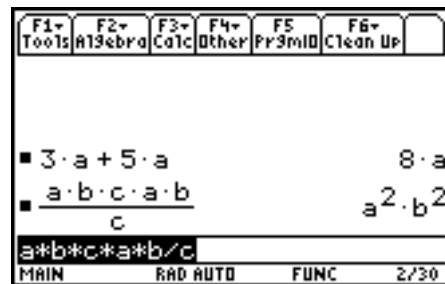 F1▾ F2▾ F3▾ F4▾ F5 F6▾
Tools Algebra Calc Other PrgmIO Clean Up
▪ 3·a + 5·a 8·a
▪ a·b·c·a·b / c a²·b²
a*b*c*a*b/c
MAIN RAD AUTO FUNC 2/30